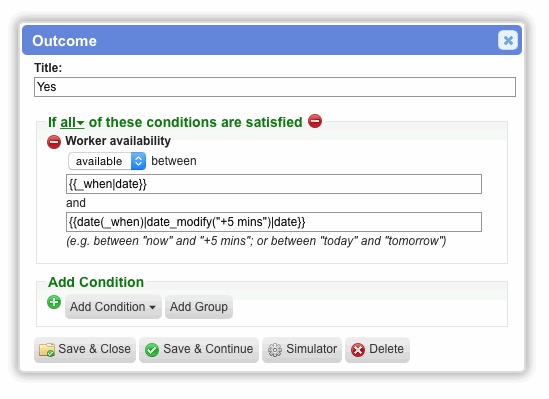 Outcome
Title:
Yes
If all of these conditions are satisfied
Worker availability
available between
{{_when|date}}
and
{{date(_when)|date_modify("+5 mins")|date}}
(e.g. between "now" and "+5 mins"; or between "today" and "tomorrow")
Add Condition
Add Condition Add Group
Save & Close Save & Continue Simulator Delete